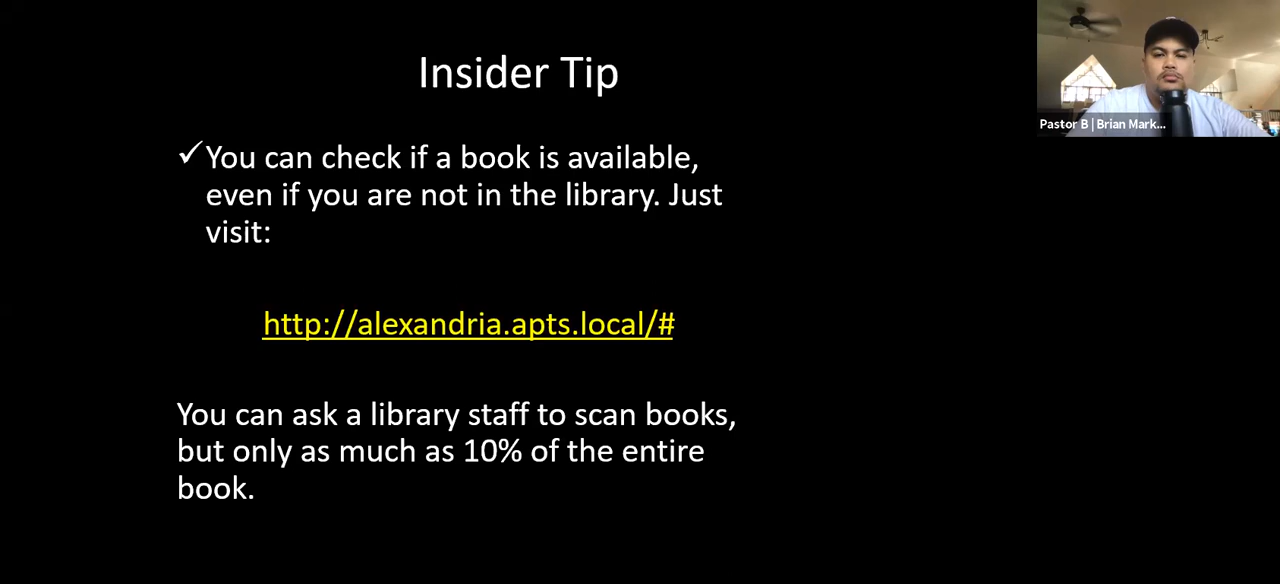 Insider Tip
✓You can check if a book is available,
even if you are not in the library. Just
visit:
http://alexandria.apts.local/#
You can ask a library staff to scan books,
but only as much as 10% of the entire
book.
Pastor B | Brian Mark...